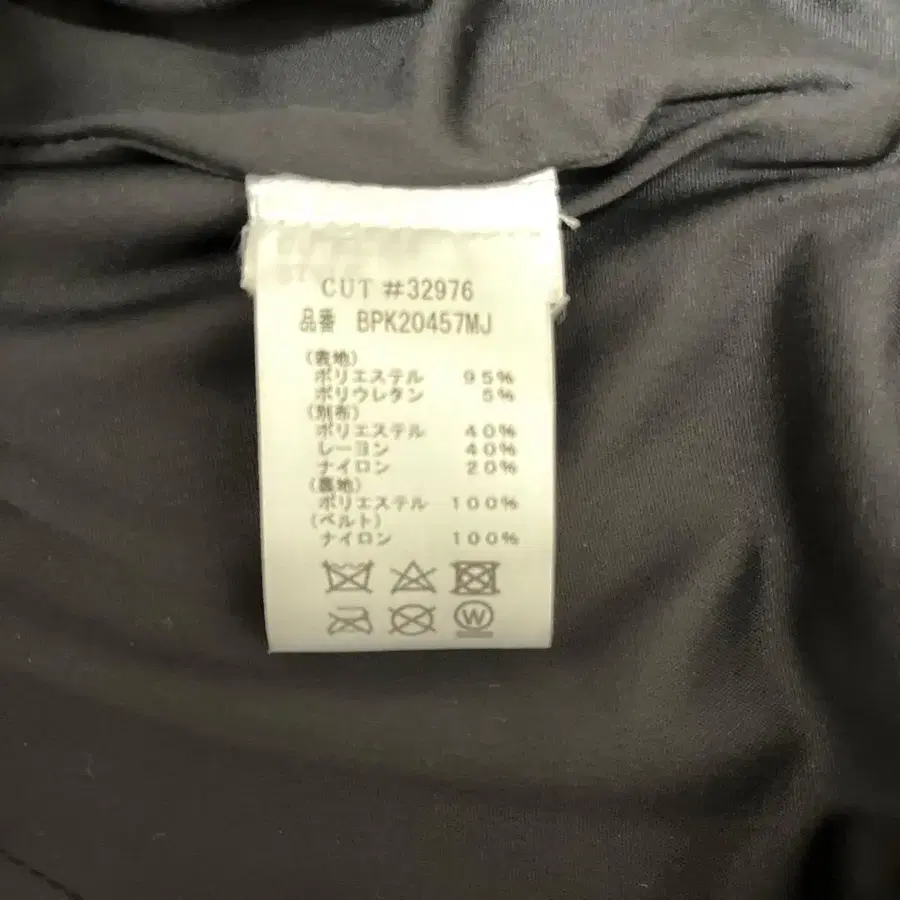 CUT #32976
品番 BPK20457MJ
(表地)
ポリエステル 95%
ポリウレタン 5%
(別布)
ポリエステル 40%
レーヨン 40%
ナイロン 20%
(裏地)
ポリエステル 100%
(ベルト)
ナイロン 100%
W